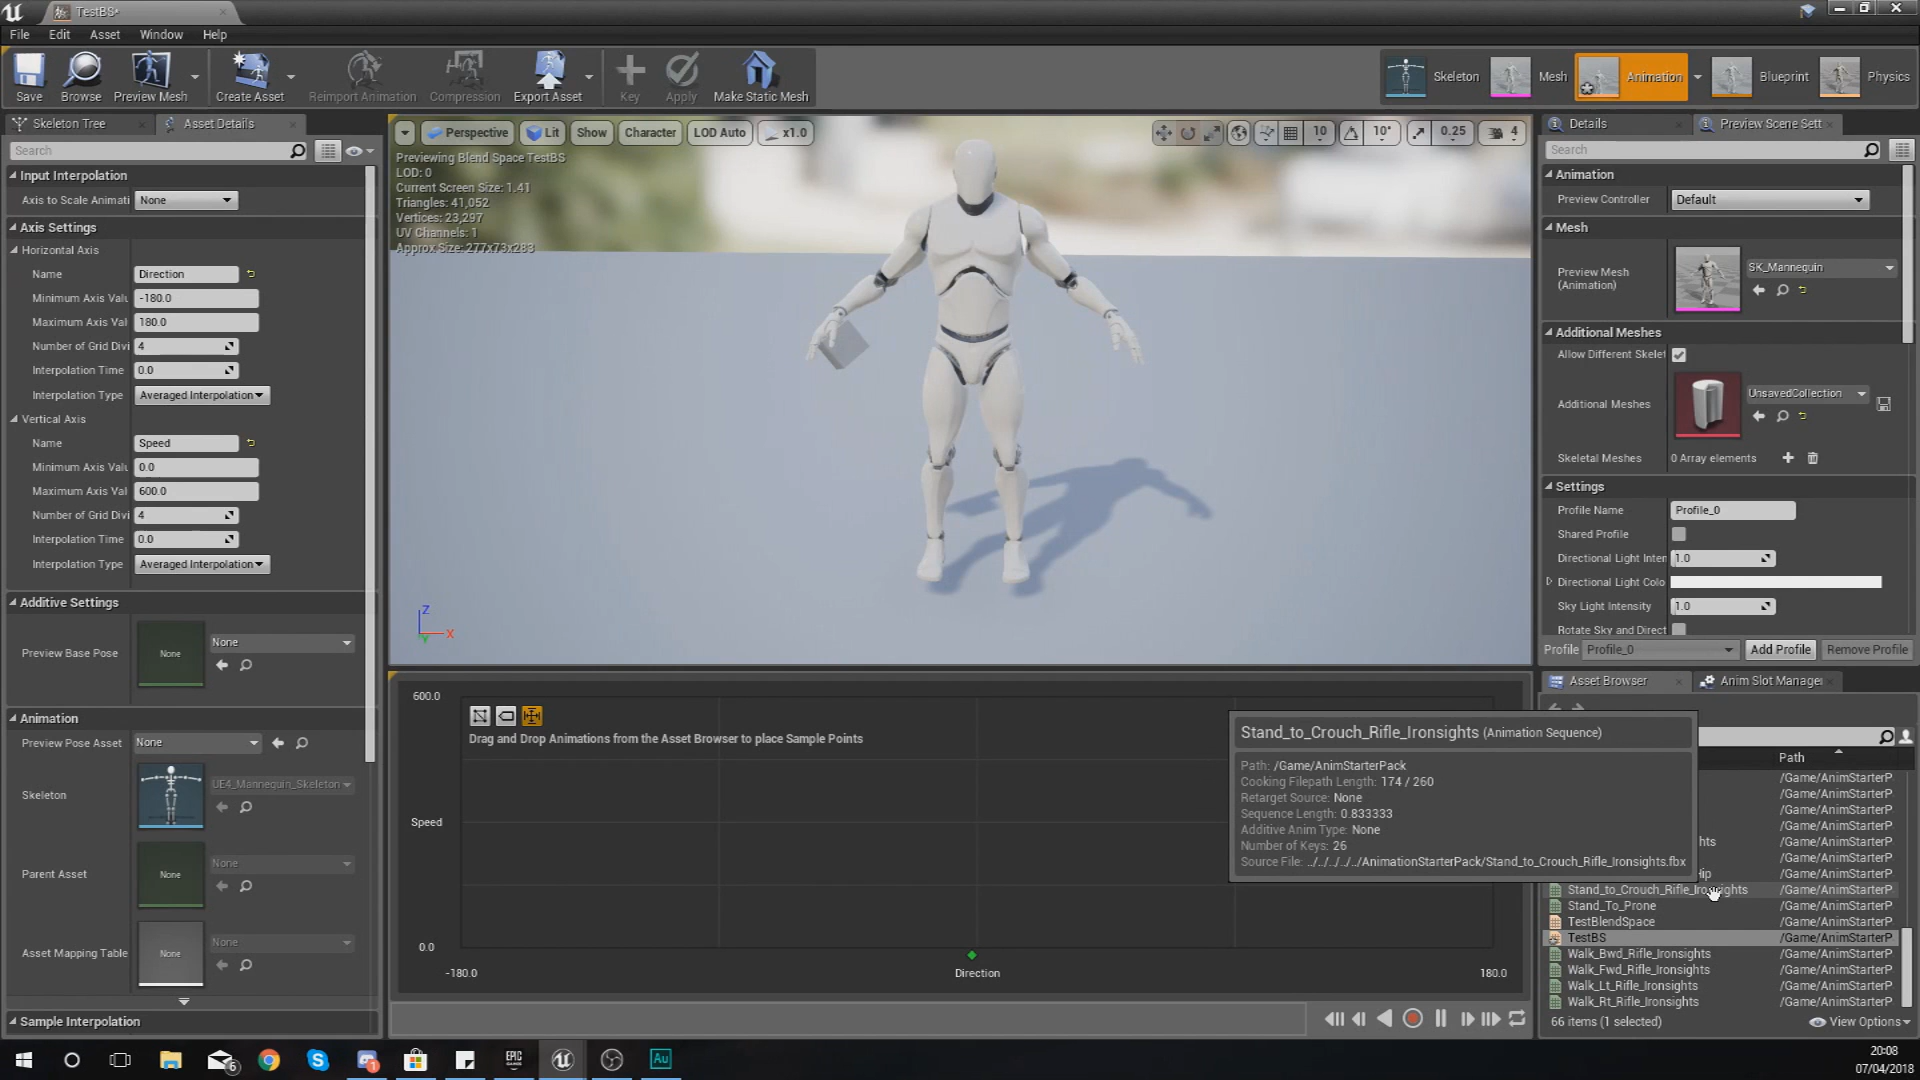 TestBS*
File Edit Asset Window Help
Save Browse Preview Mesh Create Asset Reimport Animation Compression Export Asset Key Apply Make Static Mesh
Skeleton Mesh Animation Blueprint Physics
Skeleton Tree Asset Details
Search
Input Interpolation
Axis to Scale Animati None
Axis Settings
Horizontal Axis
Name Direction
Minimum Axis Valu -180.0
Maximum Axis Val 180.0
Number of Grid Divi 4
Interpolation Time 0.0
Interpolation Type Averaged Interpolation
Vertical Axis
Name Speed
Minimum Axis Valu 0.0
Maximum Axis Val 600.0
Number of Grid Divi 4
Interpolation Time 0.0
Interpolation Type Averaged Interpolation
Additive Settings
Preview Base Pose None None
Animation
Preview Pose Asset None
Skeleton UE4_Mannequin_Skeleton
Parent Asset None None
Asset Mapping Table None None
Sample Interpolation
Perspective Lit Show Character LOD Auto x1.0
10 10° 0.25 4
Previewing Blend Space TestBS
LOD: 0
Current Screen Size: 1.41
Triangles: 41,052
Vertices: 23,297
UV Channels: 1
Approx Size: 277x73x283
Z
X
Y
600.0
Drag and Drop Animations from the Asset Browser to place Sample Points
Speed
0.0
-180.0 Direction 180.0
Details Preview Scene Sett
Search
Animation
Preview Controller Default
Mesh
Preview Mesh (Animation) SK_Mannequin
Additional Meshes
Allow Different Skelet
Additional Meshes UnsavedCollection
Skeletal Meshes 0 Array elements
Settings
Profile Name Profile_0
Shared Profile
Directional Light Inten 1.0
Directional Light Colo
Sky Light Intensity 1.0
Rotate Sky and Direct
Profile Profile_0 Add Profile Remove Profile
Asset Browser Anim Slot Manager
Stand_to_Crouch_Rifle_Ironsights (Animation Sequence)
Path: /Game/AnimStarterPack
Cooking Filepath Length: 174 / 260
Retarget Source: None
Sequence Length: 0.833333
Additive Anim Type: None
Number of Keys: 26
Source File: ../../../../../AnimationStarterPack/Stand_to_Crouch_Rifle_Ironsights.fbx
Path
/Game/AnimStarterP
/Game/AnimStarterP
/Game/AnimStarterP
/Game/AnimStarterP
hts /Game/AnimStarterP
/Game/AnimStarterP
ip /Game/AnimStarterP
Stand_to_Crouch_Rifle_Ironsights /Game/AnimStarterP
Stand_To_Prone /Game/AnimStarterP
TestBlendSpace /Game/AnimStarterP
TestBS /Game/AnimStarterP
Walk_Bwd_Rifle_Ironsights /Game/AnimStarterP
Walk_Fwd_Rifle_Ironsights /Game/AnimStarterP
Walk_Lt_Rifle_Ironsights /Game/AnimStarterP
Walk_Rt_Rifle_Ironsights /Game/AnimStarterP
66 items (1 selected) View Options
6 1 EPIC GAMES Au
20:08
07/04/2018